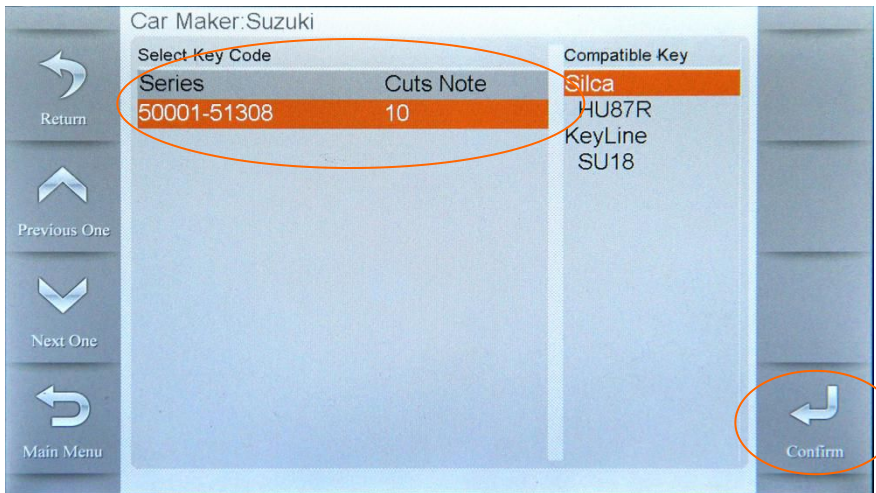 Car Maker:Suzuki
Select Key Code
Series Cuts Note
50001-51308 10
Compatible Key
Silca
HU87R
KeyLine
SU18
Return
Previous One
Next One
Main Menu
Confirm